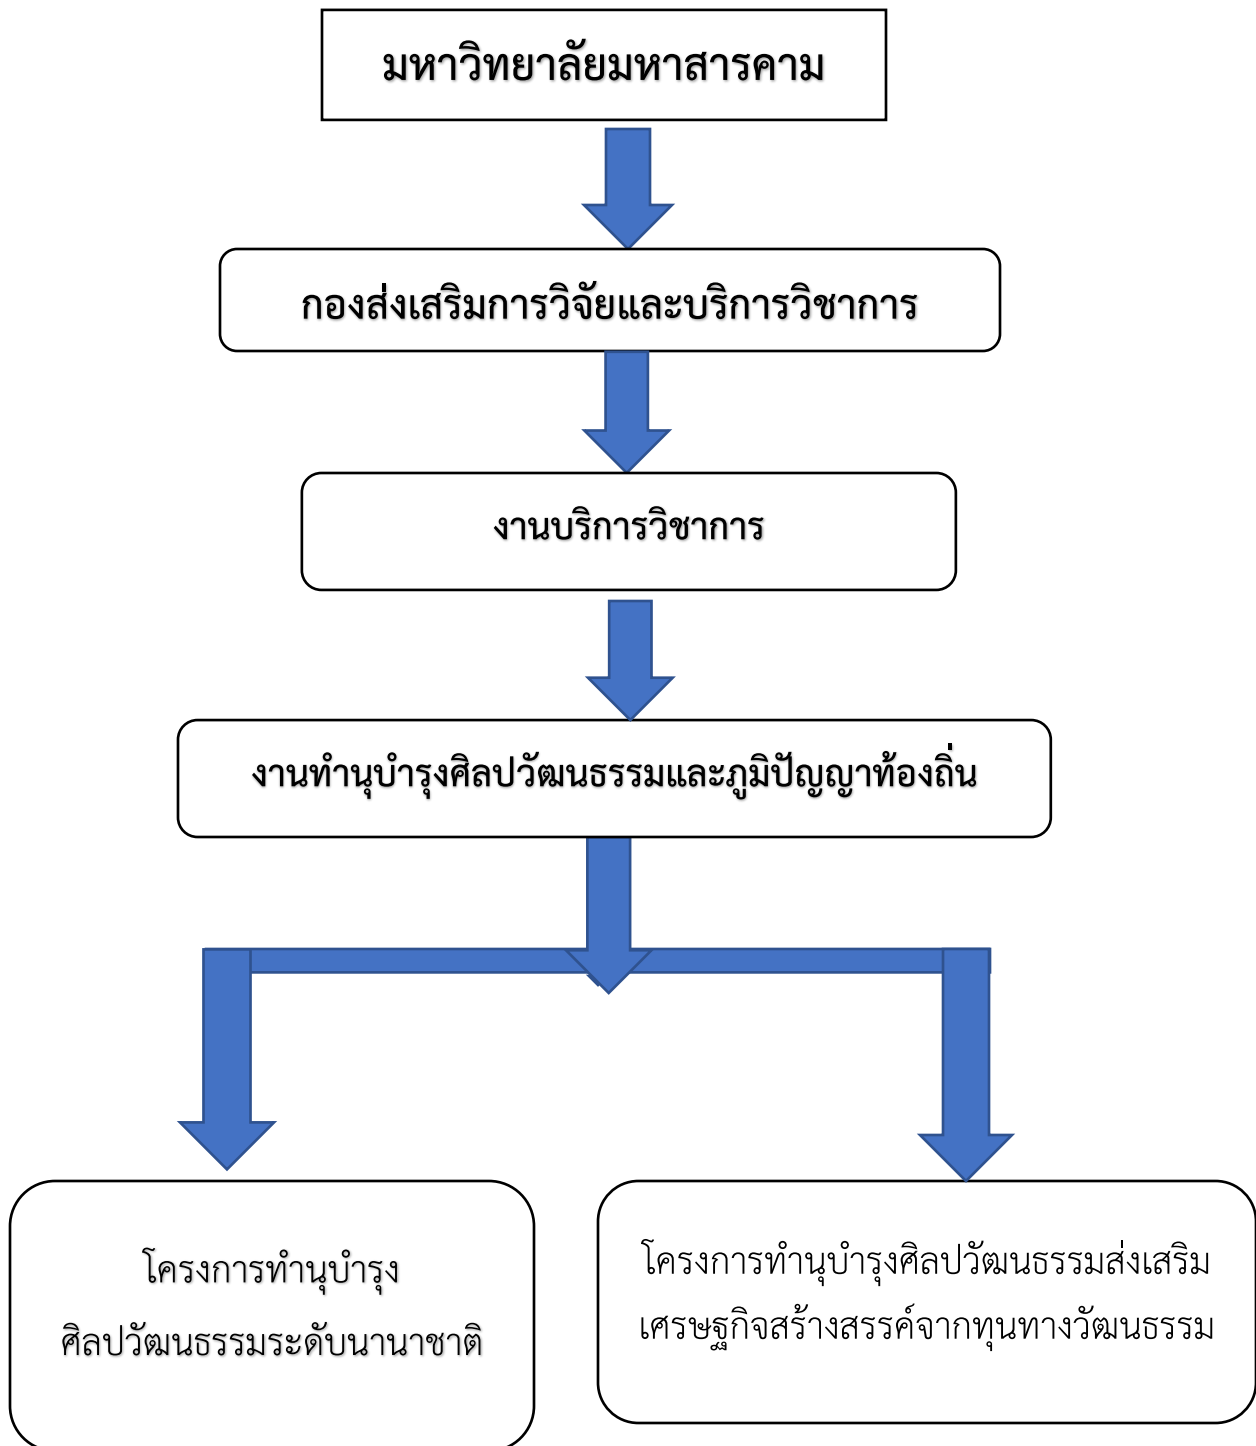 มหาวิทยาลัยมหาสารคาม
กองส่งเสริมการวิจัยและบริการวิชาการ
งานบริการวิชาการ
งานทำนุบำรุงศิลปวัฒนธรรมและภูมิปัญญาท้องถิ่น
โครงการทำนุบำรุง
ศิลปวัฒนธรรมระดับนานาชาติ
โครงการทำนุบำรุงศิลปวัฒนธรรมส่งเสริม
เศรษฐกิจสร้างสรรค์จากทุนทางวัฒนธรรม